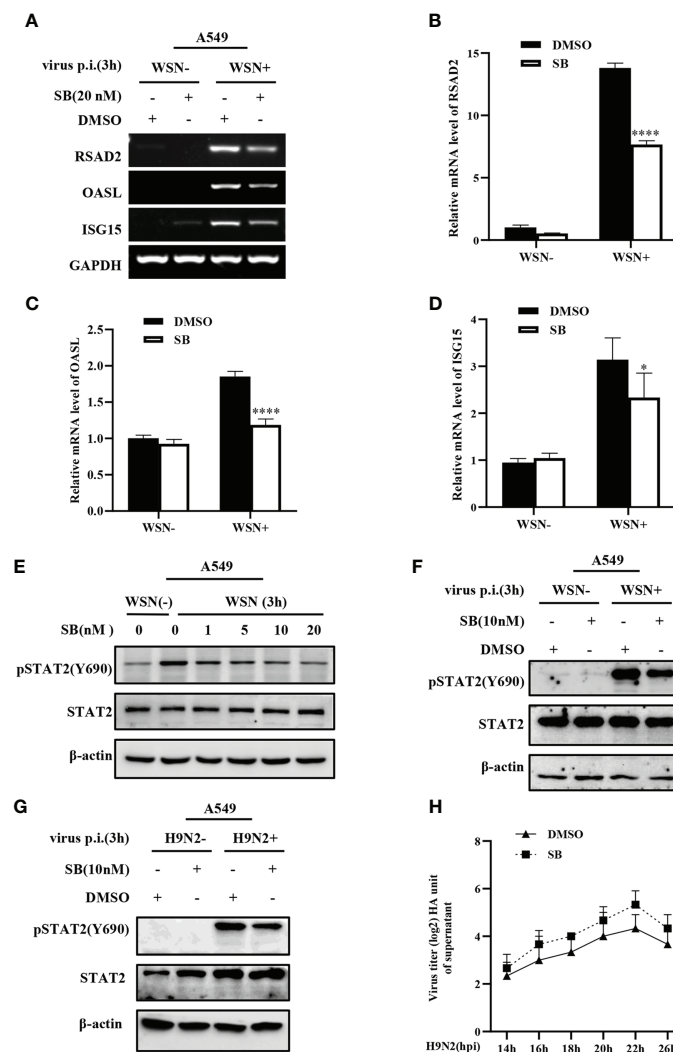 A
A549
virus p.i.(3h) WSN- WSN+
SB(20 nM) - + - +
DMSO + - + -
RSAD2
OASL
ISG15
GAPDH
B
DMSO
SB
Relative mRNA level of RSAD2
15
10
5
0
****
WSN- WSN+
C
DMSO
SB
Relative mRNA level of OASL
2.5
2.0
1.5
1.0
0.5
0.0
****
WSN- WSN+
D
DMSO
SB
Relative mRNA level of ISG15
4
3
2
1
0
*
WSN- WSN+
E
A549
WSN(-) WSN (3h)
SB(nM ) 0 0 1 5 10 20
pSTAT2(Y690)
STAT2
β-actin
F
A549
virus p.i.(3h) WSN- WSN+
SB(10nM) - + - +
DMSO + - + -
pSTAT2(Y690)
STAT2
β-actin
G
A549
virus p.i.(3h) H9N2- H9N2+
SB(10nM) - + - +
DMSO + - + -
pSTAT2(Y690)
STAT2
β-actin
H
DMSO
SB
Virus titer (log2) HA unit
of supernatant
8
6
4
2
0
H9N2(hpi) 14h 16h 18h 20h 22h 26h